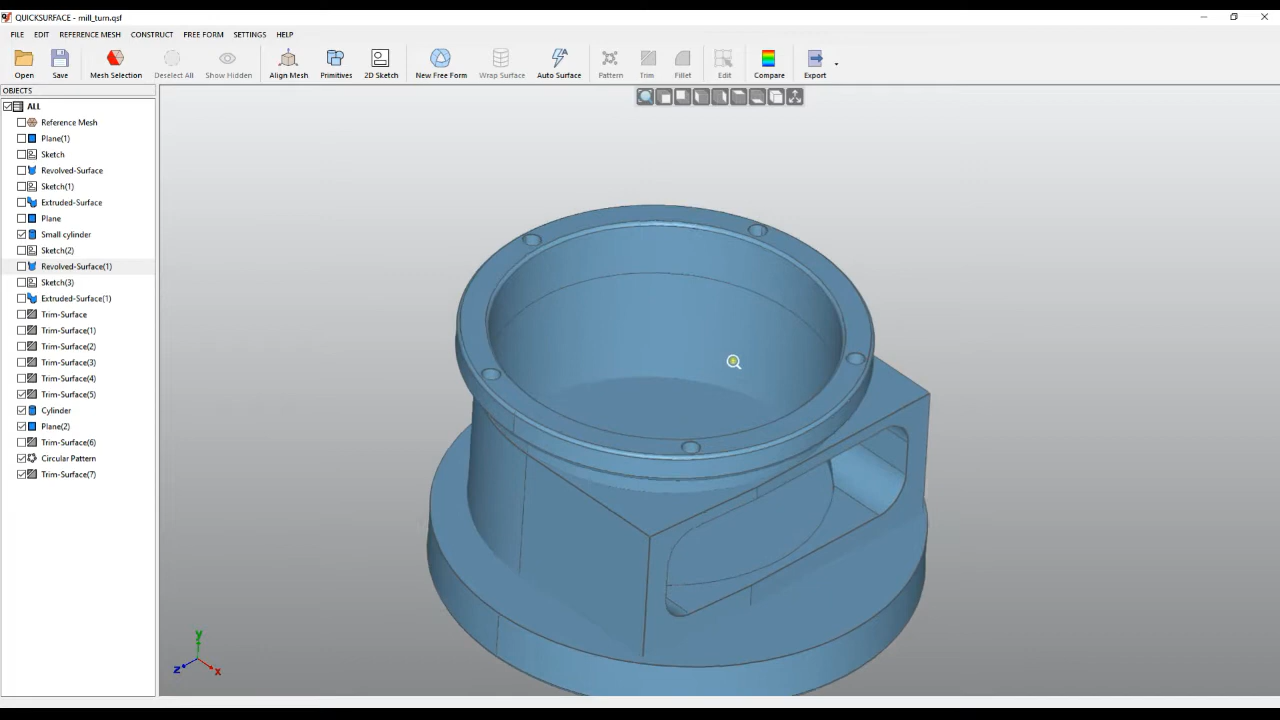 QUICKSURFACE - mill_turn.qsf
FILE EDIT REFERENCE MESH CONSTRUCT FREE FORM SETTINGS HELP
Open Save Mesh Selection Deselect All Show Hidden Align Mesh Primitives 2D Sketch New Free Form Wrap Surface Auto Surface Pattern Trim Fillet Edit Compare Export
OBJECTS
ALL
Reference Mesh
Plane(1)
Sketch
Revolved-Surface
Sketch(1)
Extruded-Surface
Plane
Small cylinder
Sketch(2)
Revolved-Surface(1)
Sketch(3)
Extruded-Surface(1)
Trim-Surface
Trim-Surface(1)
Trim-Surface(2)
Trim-Surface(3)
Trim-Surface(4)
Trim-Surface(5)
Cylinder
Plane(2)
Trim-Surface(6)
Circular Pattern
Trim-Surface(7)
y
z x